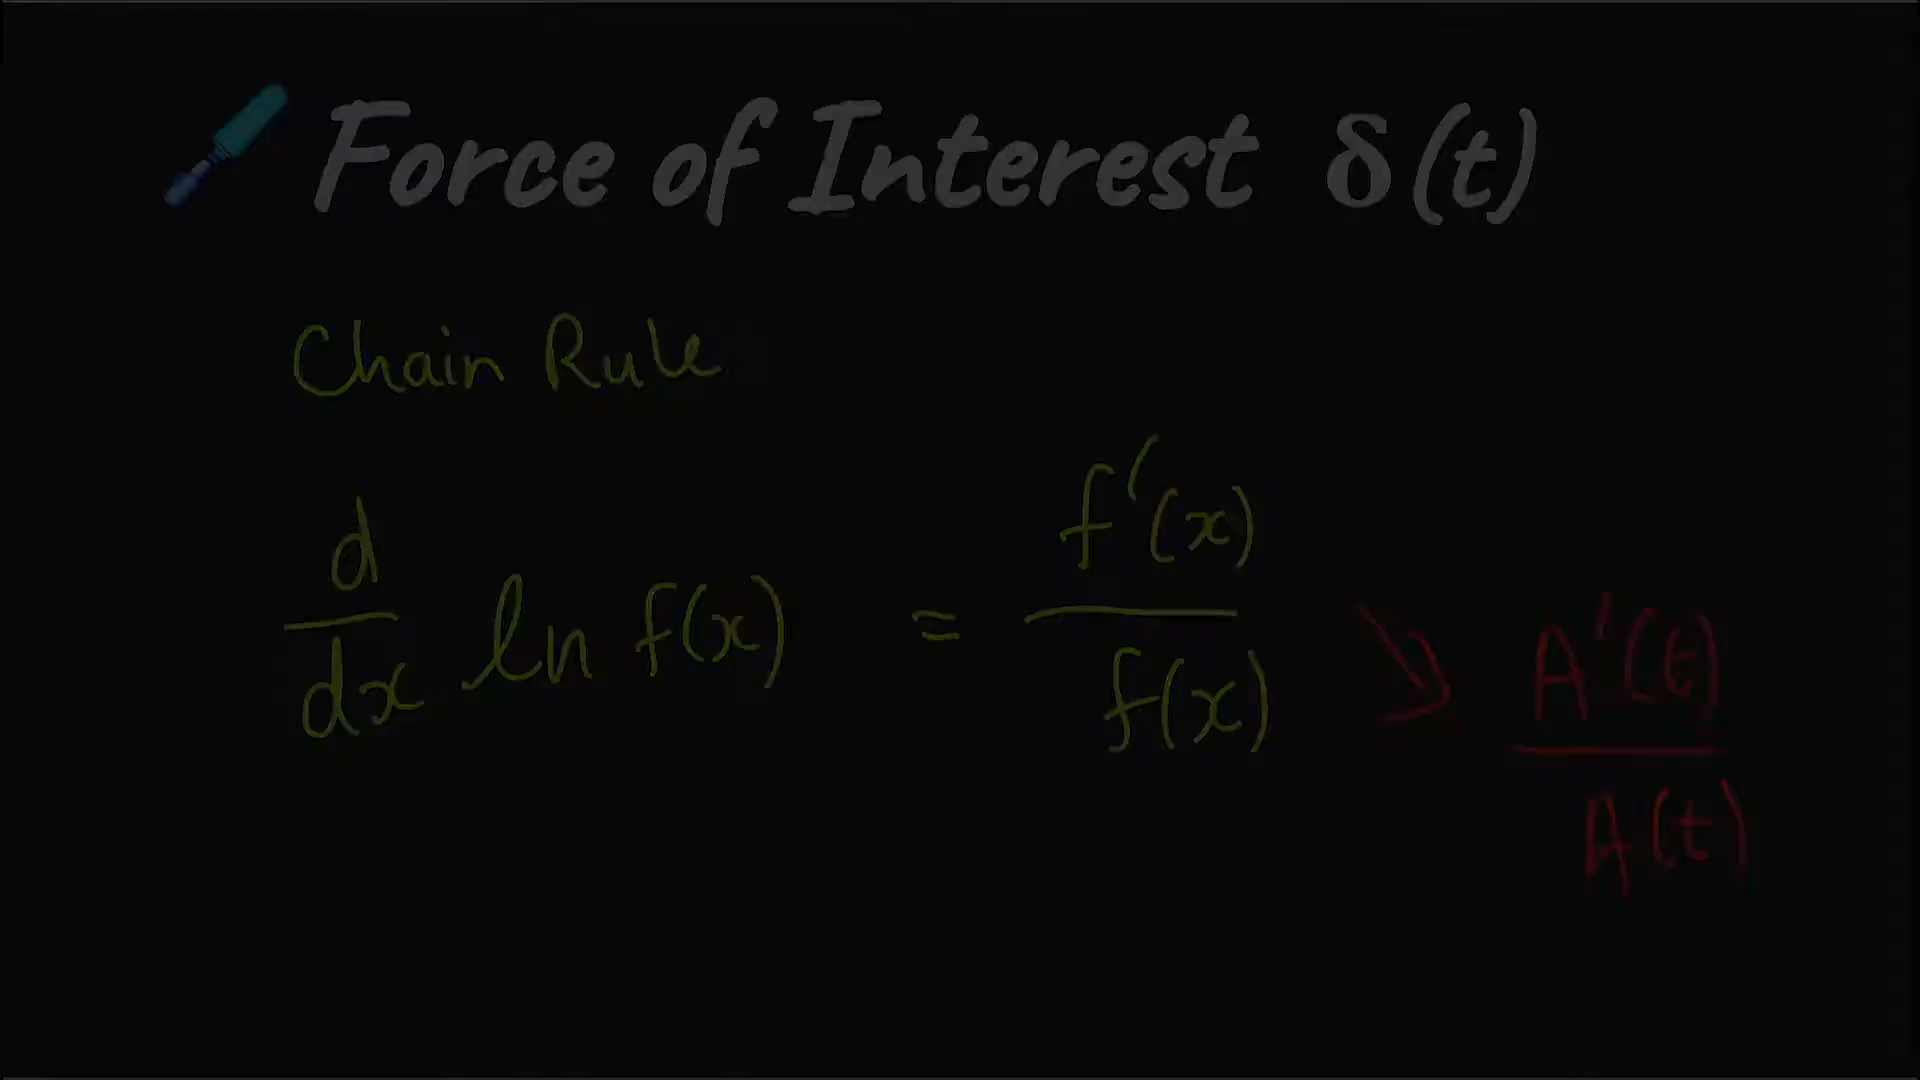 Force of Interest δ(t)
Chain Rule
d/dx ln f(x) = f'(x)/f(x)
A'(t)/A(t)